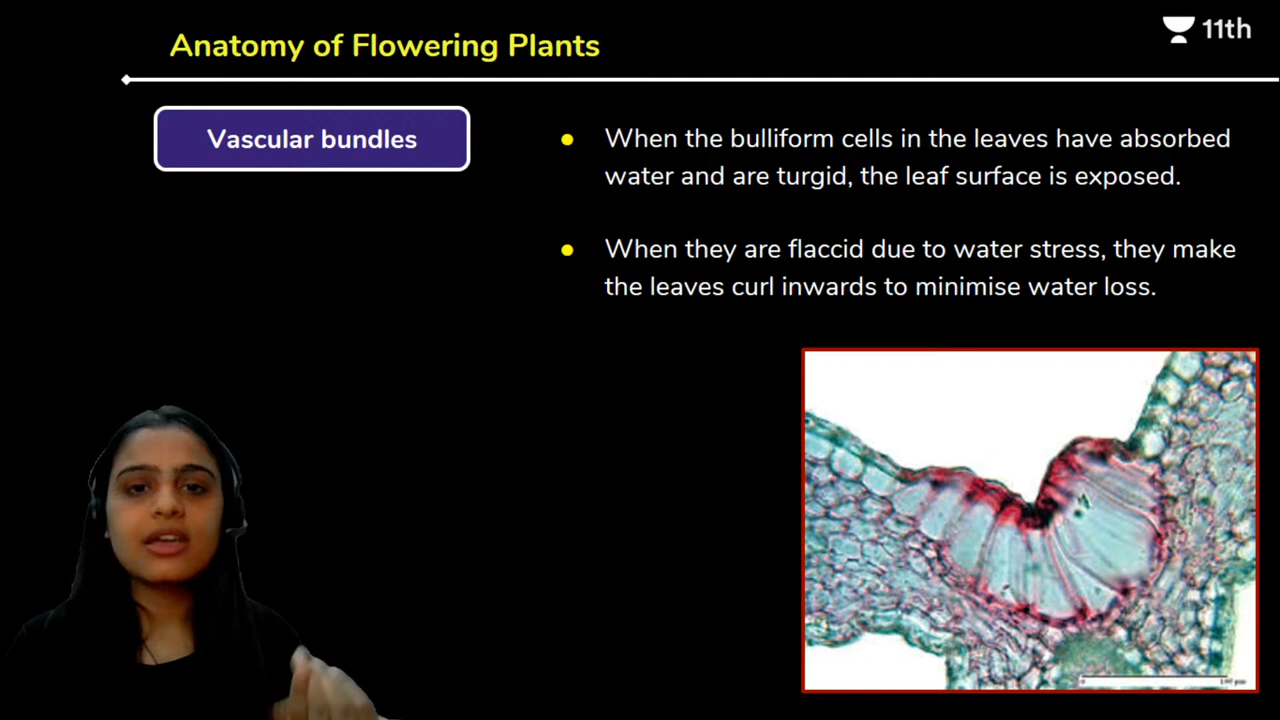 Anatomy of Flowering Plants
11th
Vascular bundles
When the bulliform cells in the leaves have absorbed
water and are turgid, the leaf surface is exposed.
When they are flaccid due to water stress, they make
the leaves curl inwards to minimise water loss.